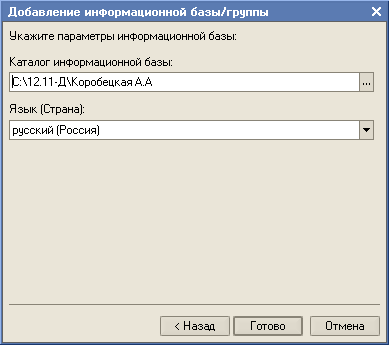 Добавление информационной базы/группы
Укажите параметры информационной базы:
Каталог информационной базы:
C:\12.11-Д\Коробецкая А.А
...
Язык (Страна):
русский (Россия)
< Назад Готово Отмена